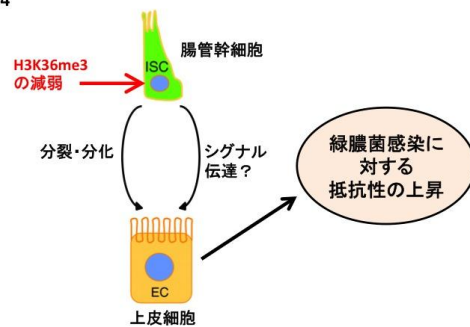 4
腸管幹細胞
H3K36me3
の減弱
ISC
分裂・分化
シグナル
伝達？
緑膿菌感染に
対する
抵抗性の上昇
EC
上皮細胞